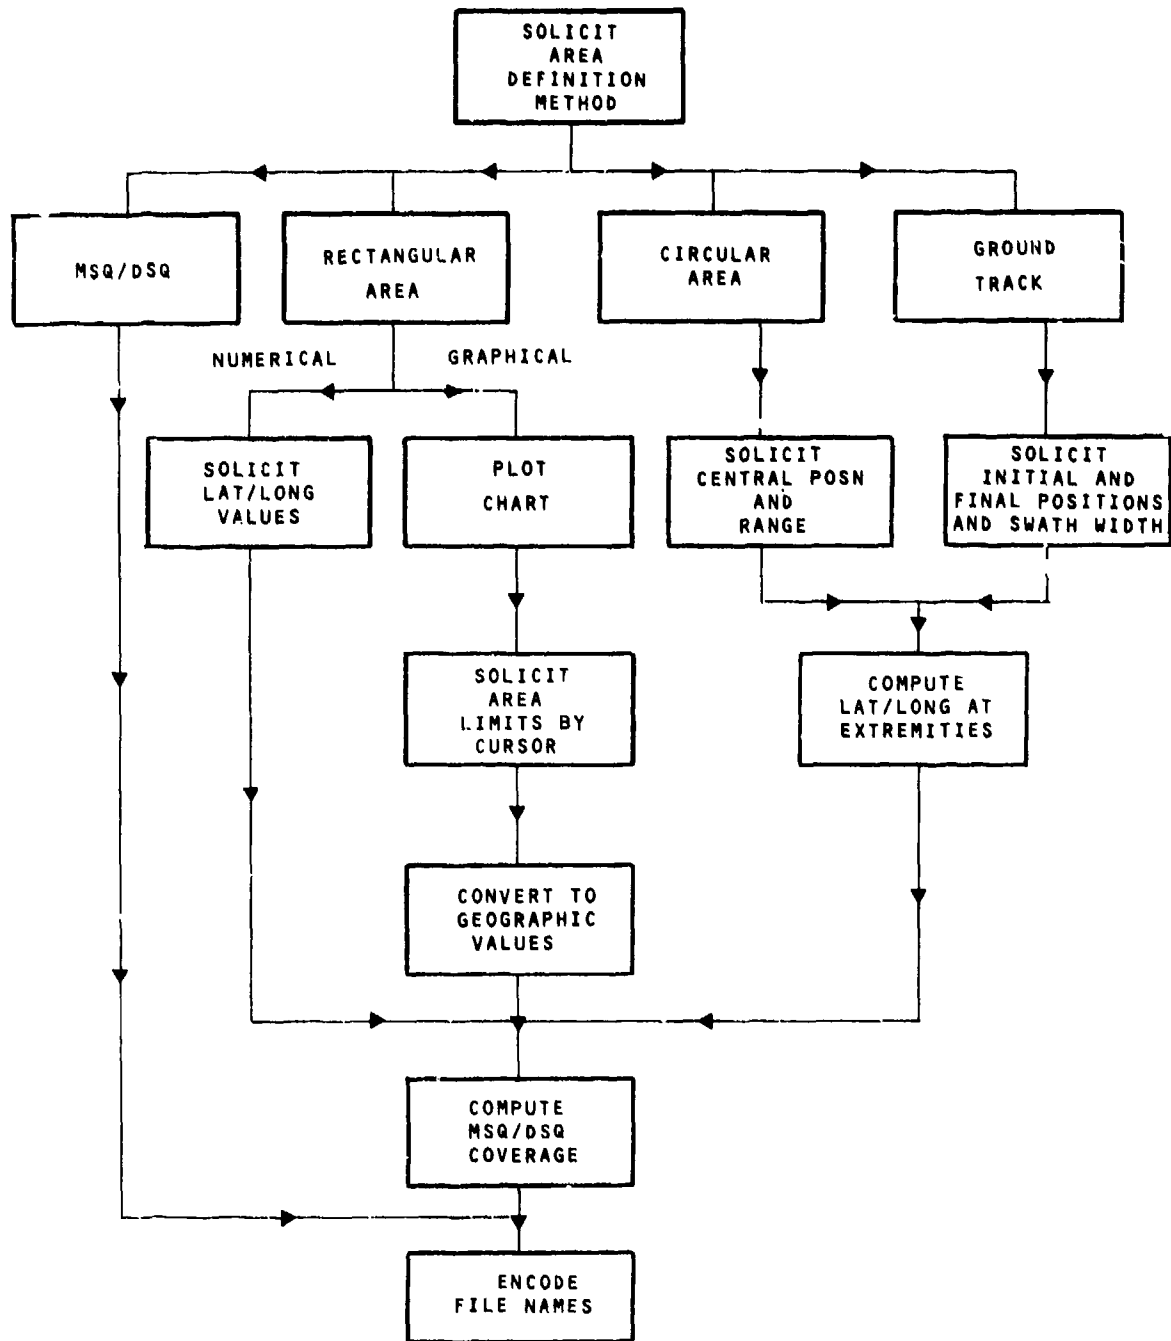 SOLICIT
AREA
DEFINITION
METHOD
MSQ/DSQ
RECTANGULAR
AREA
CIRCULAR
AREA
GROUND
TRACK
NUMERICAL
GRAPHICAL
SOLICIT
LAT/LONG
VALUES
PLOT
CHART
SOLICIT
CENTRAL POSN
AND
RANGE
SOLICIT
INITIAL AND
FINAL POSITIONS
AND SWATH WIDTH
SOLICIT
AREA
LIMITS BY
CURSOR
COMPUTE
LAT/LONG AT
EXTREMITIES
CONVERT TO
GEOGRAPHIC
VALUES
COMPUTE
MSQ/DSQ
COVERAGE
ENCODE
FILE NAMES